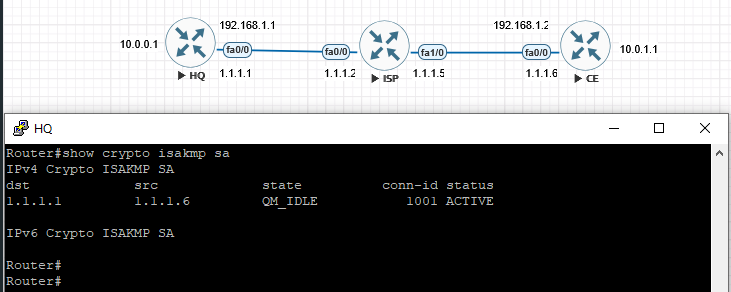 192.168.1.1
192.168.1.2
10.0.0.1
fa0/0
fa0/0
fa1/0
fa0/0
10.0.1.1
HQ
1.1.1.1
1.1.1.2
ISP
1.1.1.5
1.1.1.6
CE
HQ
Router#show crypto isakmp sa
IPv4 Crypto ISAKMP SA
dst src state conn-id status
1.1.1.1 1.1.1.6 QM_IDLE 1001 ACTIVE
IPv6 Crypto ISAKMP SA
Router#
Router#